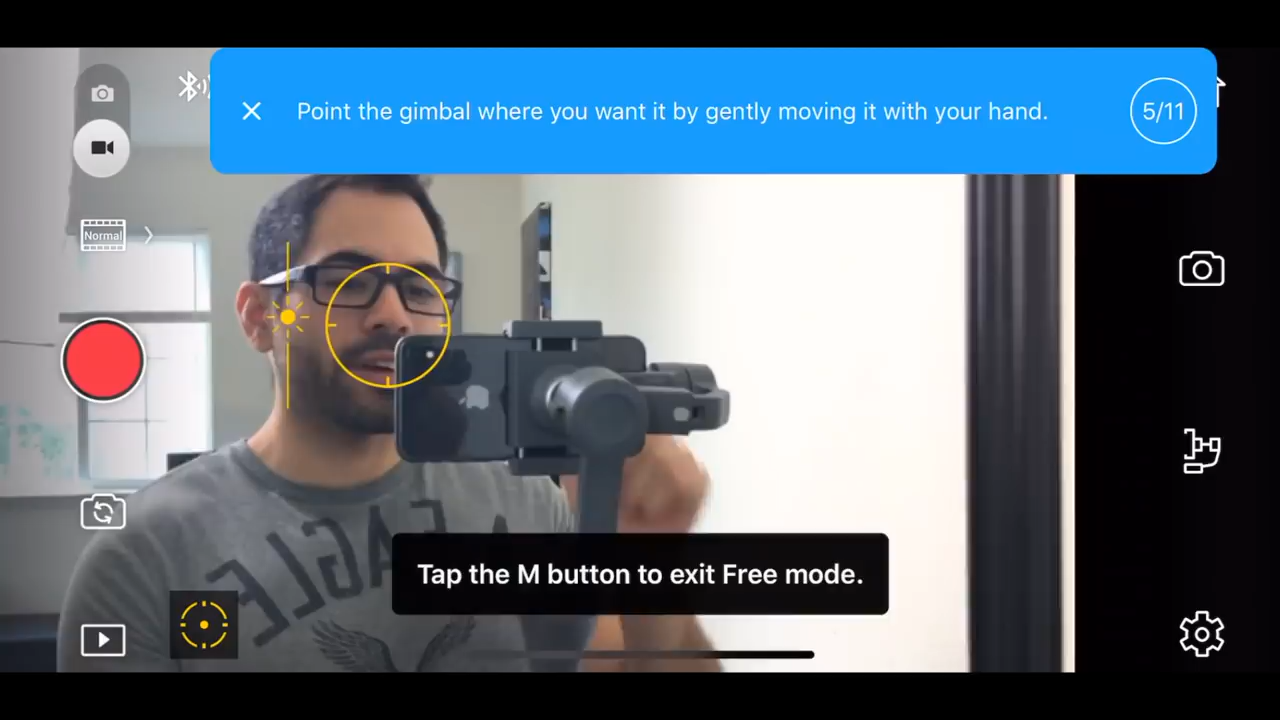 Point the gimbal where you want it by gently moving it with your hand.
5/11
Normal
EAGLE
Tap the M button to exit Free mode.